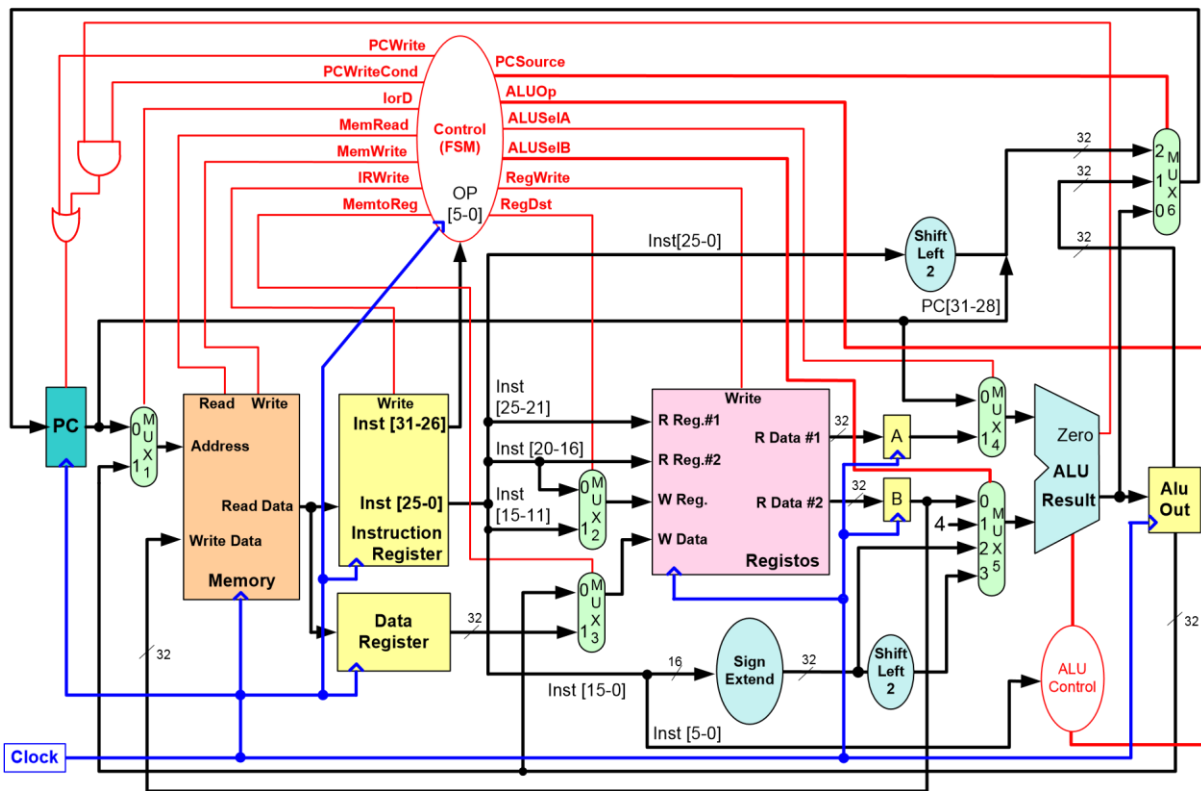 PCWrite
PCWriteCond
IorD
MemRead
MemWrite
IRWrite
MemtoReg
Control
(FSM)
OP
[5-0]
PCSource
ALUOp
ALUSelA
ALUSelB
RegWrite
RegDst
32
32
32
2
1
0
M
U
X
6
Inst[25-0]
Shift
Left
2
PC[31-28]
PC
0
1
M
U
X
1
Read Write
Address
Read Data
Write Data
Memory
32
Write
Inst [31-26]
Inst [25-0]
Instruction
Register
Data
Register
32
Inst
[25-21]
Inst [20-16]
Inst
[15-11]
0
1
M
U
X
2
0
1
M
U
X
3
Write
R Reg.#1
R Reg.#2
W Reg.
W Data
R Data #1
R Data #2
Registos
32
32
A
B
4
0
1
M
U
X
4
0
1
2
3
M
U
X
5
Zero
ALU
Result
Alu
Out
32
Inst [15-0]
16
Sign
Extend
32
Shift
Left
2
Inst [5-0]
ALU
Control
Clock